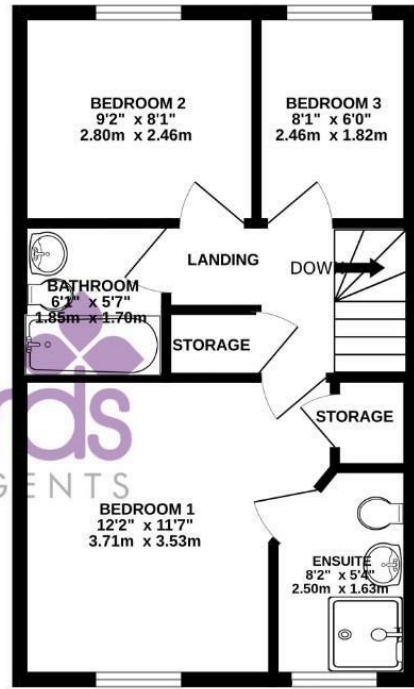 BEDROOM 2
9'2" x 8'1"
2.80m x 2.46m
BEDROOM 3
8'1" x 6'0"
2.46m x 1.82m
LANDING
DOWN
BATHROOM
6'1" x 5'7"
1.85m x 1.70m
STORAGE
STORAGE
rds
GENTS
BEDROOM 1
12'2" x 11'7"
3.71m x 3.53m
ENSUITE
8'2" x 5'4"
2.50m x 1.63m